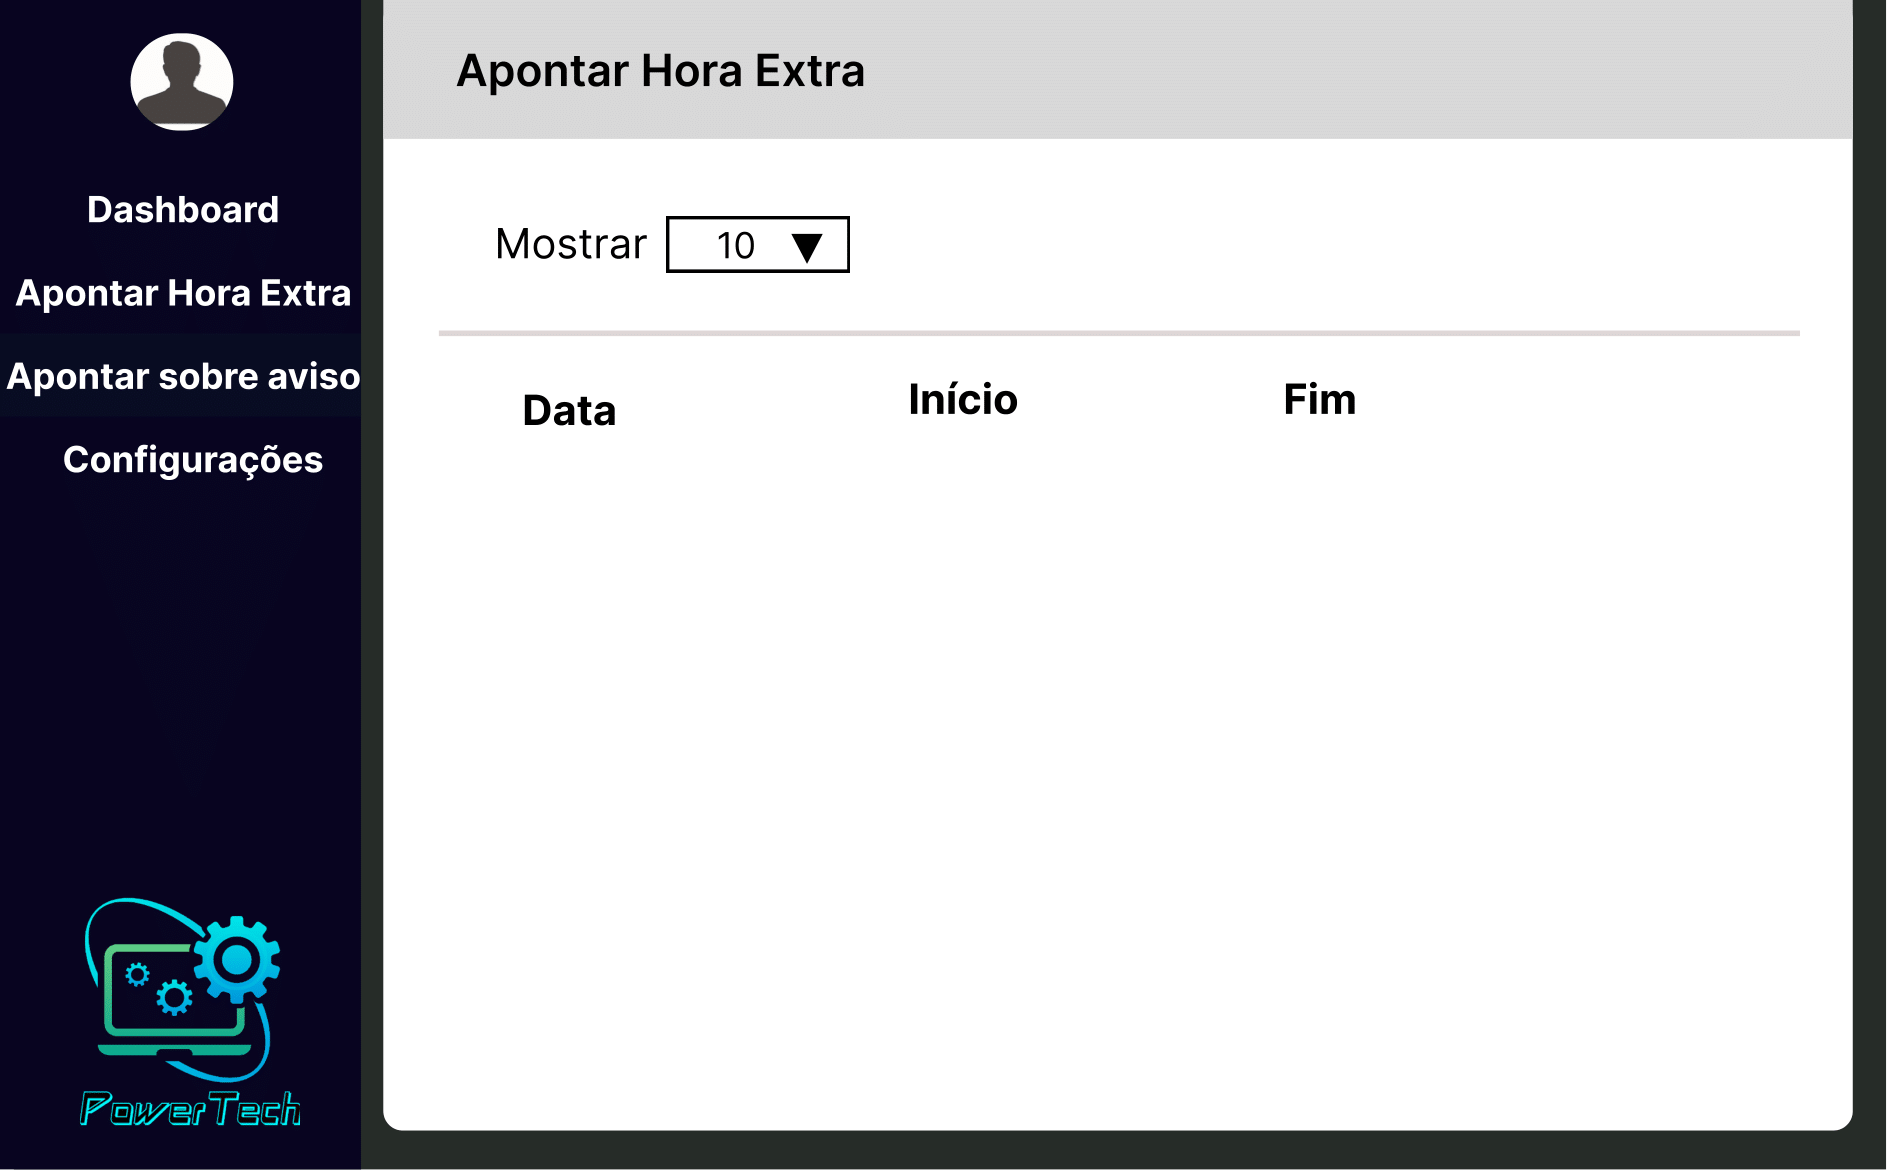 Dashboard
Apontar Hora Extra
Apontar sobre aviso
Configurações
PowerTech
Apontar Hora Extra
Mostrar 10 ▼
Data Início Fim